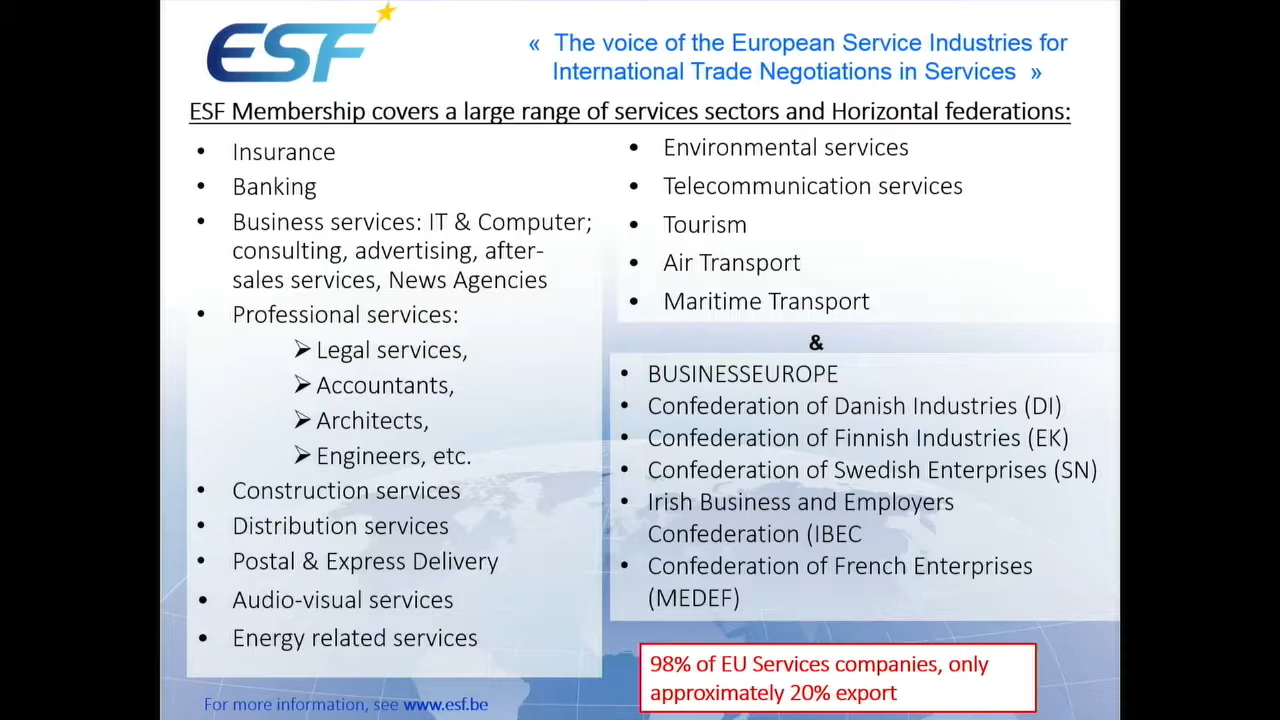 ESF
« The voice of the European Service Industries for
International Trade Negotiations in Services »
ESF Membership covers a large range of services sectors and Horizontal federations:
• Insurance
• Banking
• Business services: IT & Computer;
consulting, advertising, after-
sales services, News Agencies
• Professional services:
➢ Legal services,
➢ Accountants,
➢ Architects,
➢ Engineers, etc.
• Construction services
• Distribution services
• Postal & Express Delivery
• Audio-visual services
• Energy related services
• Environmental services
• Telecommunication services
• Tourism
• Air Transport
• Maritime Transport
&
• BUSINESSEUROPE
• Confederation of Danish Industries (DI)
• Confederation of Finnish Industries (EK)
• Confederation of Swedish Enterprises (SN)
• Irish Business and Employers
Confederation (IBEC
• Confederation of French Enterprises
(MEDEF)
98% of EU Services companies, only
approximately 20% export
For more information, see www.esf.be